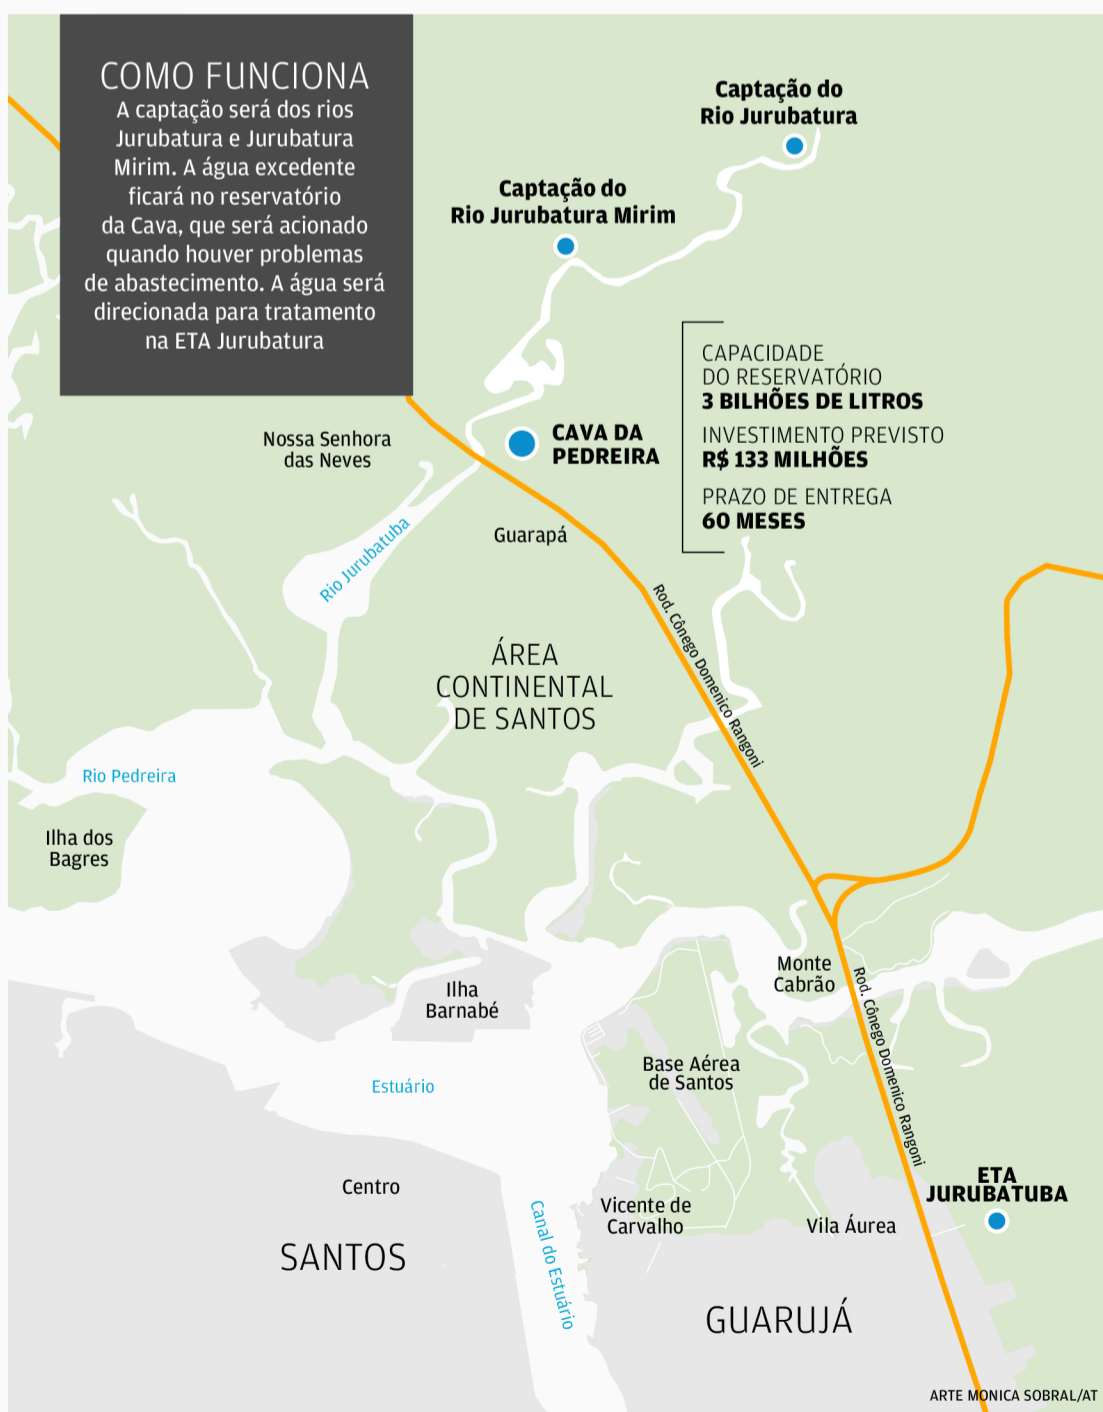 COMO FUNCIONA
A captação será dos rios
Jurubatura e Jurubatura
Mirim. A água excedente
ficará no reservatório
da Cava, que será acionado
quando houver problemas
de abastecimento. A água será
direcionada para tratamento
na ETA Jurubatura
Captação do
Rio Jurubatura
Captação do
Rio Jurubatura Mirim
CAPACIDADE
DO RESERVATÓRIO
3 BILHÕES DE LITROS
INVESTIMENTO PREVISTO
R$ 133 MILHÕES
PRAZO DE ENTREGA
60 MESES
CAVA DA
PEDREIRA
Nossa Senhora
das Neves
Guarapá
Rio Jurubatuba
Rod. Cônego Domenico Rangoni
ÁREA
CONTINENTAL
DE SANTOS
Rio Pedreira
Ilha dos
Bagres
Ilha
Barnabé
Monte
Cabrão
Rod. Cônego Domenico Rangoni
Base Aérea
de Santos
Estuário
Centro
SANTOS
Canal do Estuário
Vicente de
Carvalho
Vila Áurea
ETA
JURUBATUBA
GUARUJÁ
ARTE MONICA SOBRAL/AT